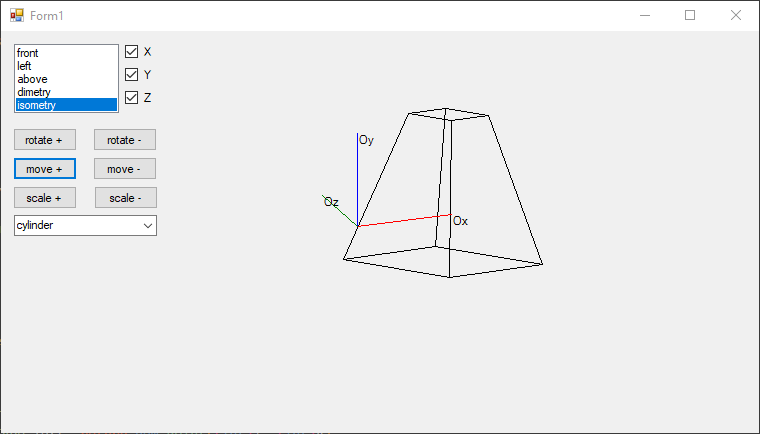 Form1
front
left
above
dimetry
isometry
X
Y
Z
rotate +
rotate -
move +
move -
scale +
scale -
cylinder
Oy
Oz
Ox